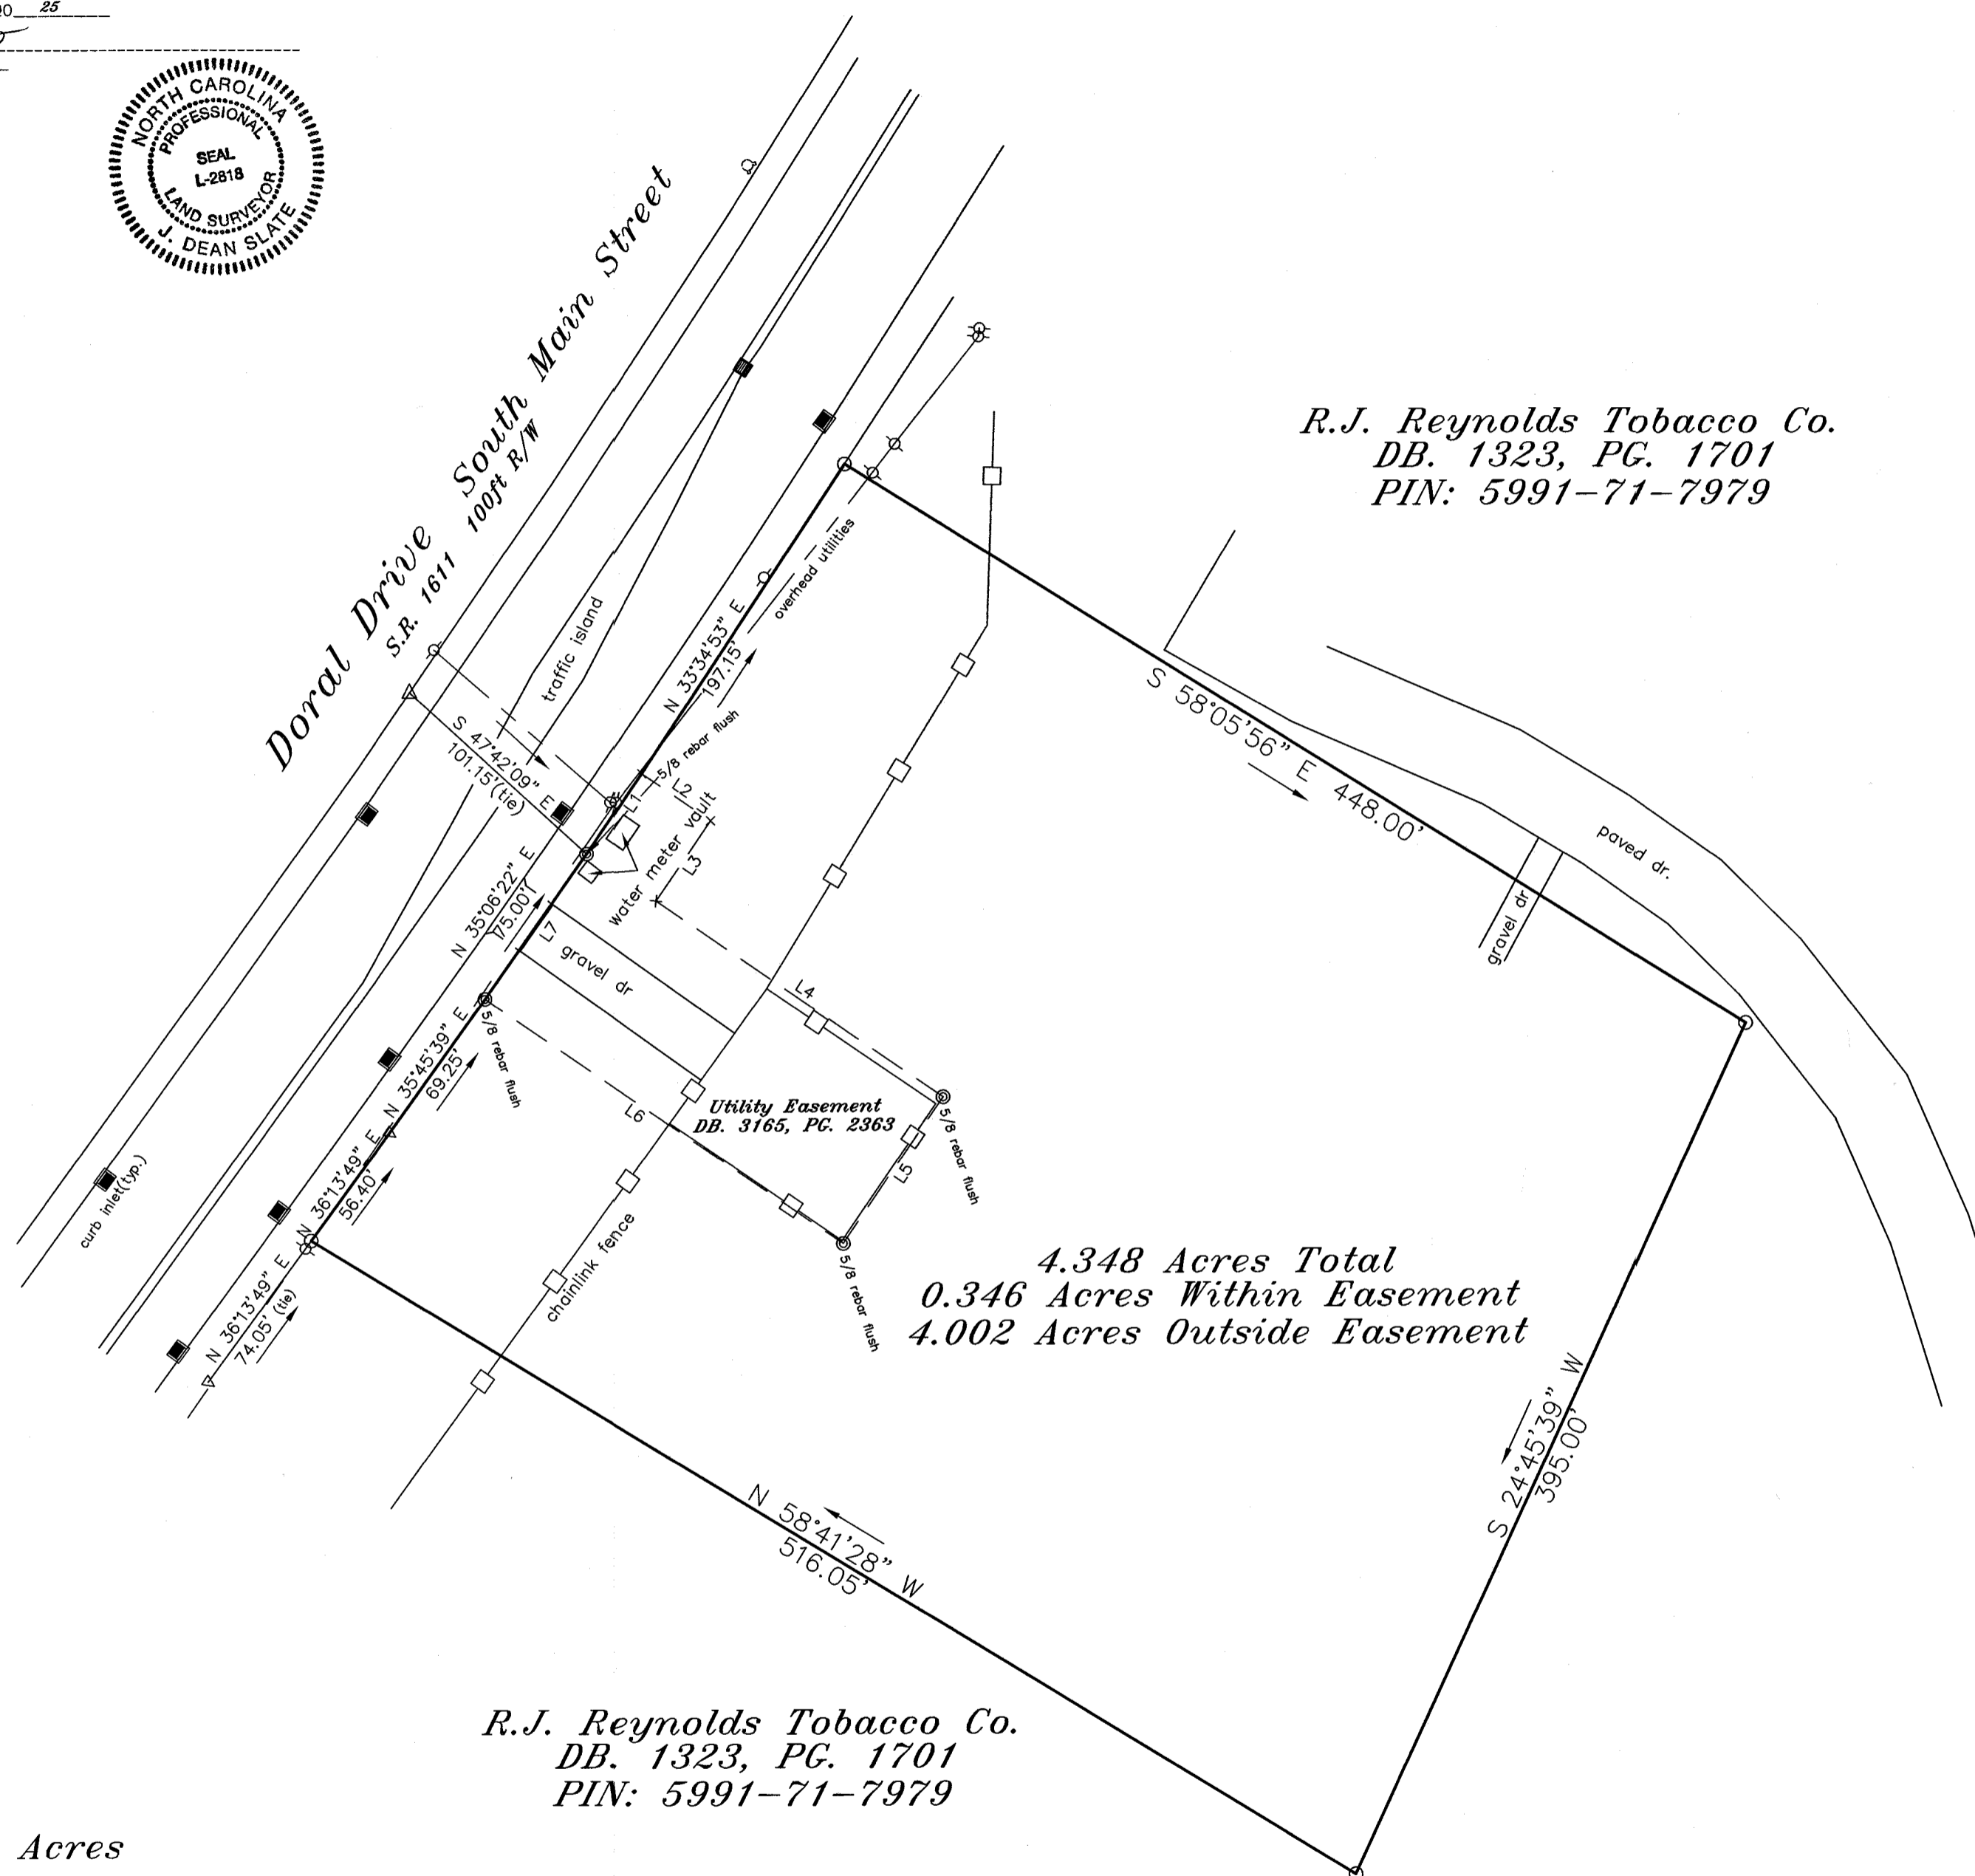 25
NORTH CAROLINA
PROFESSIONAL
SEAL
L-2818
LAND SURVEYOR
J. DEAN SLATE
Doral Drive South Main Street
S.R. 1611 100ft R/W
R.J. Reynolds Tobacco Co.
DB. 1323, PG. 1701
PIN: 5991-71-7979
traffic island
overhead utilities
N 33°34'53" E
197.15'
S 47°42'09" E
101.15'(tie)
5/8 rebar flush
L1
L2
water meter vault
L3
S 58°05'56" E 448.00'
paved dr.
gravel dr
N 35°06'22" E
75.00'
L7
gravel dr
L4
N 35°45'39" E
69.25'
5/8 rebar flush
L6
Utility Easement
DB. 3165, PG. 2363
L5
5/8 rebar flush
5/8 rebar flush
N 36°13'49" E
56.40'
curb inlet(typ.)
N 36°13'49" E
74.05' (tie)
chainlink fence
4.348 Acres Total
0.346 Acres Within Easement
4.002 Acres Outside Easement
S 24°45'39" W
395.00'
N 58°41'28" W
516.05'
R.J. Reynolds Tobacco Co.
DB. 1323, PG. 1701
PIN: 5991-71-7979
Acres